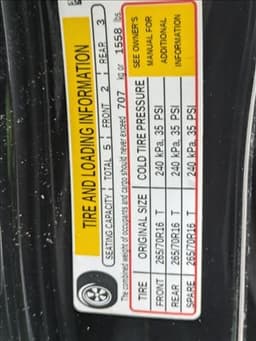 TIRE AND LOADING INFORMATION
SEATING CAPACITY TOTAL 5 FRONT 2 REAR 3
The combined weight of occupants and cargo should never exceed 707 kg or 1558 lbs.
TIRE ORIGINAL SIZE COLD TIRE PRESSURE
FRONT 265/70R16 T 240 kPa, 35 PSI
REAR 265/70R16 T 240 kPa, 35 PSI
SPARE 265/70R16 T 240 kPa, 35 PSI
SEE OWNER'S
MANUAL FOR
ADDITIONAL
INFORMATION